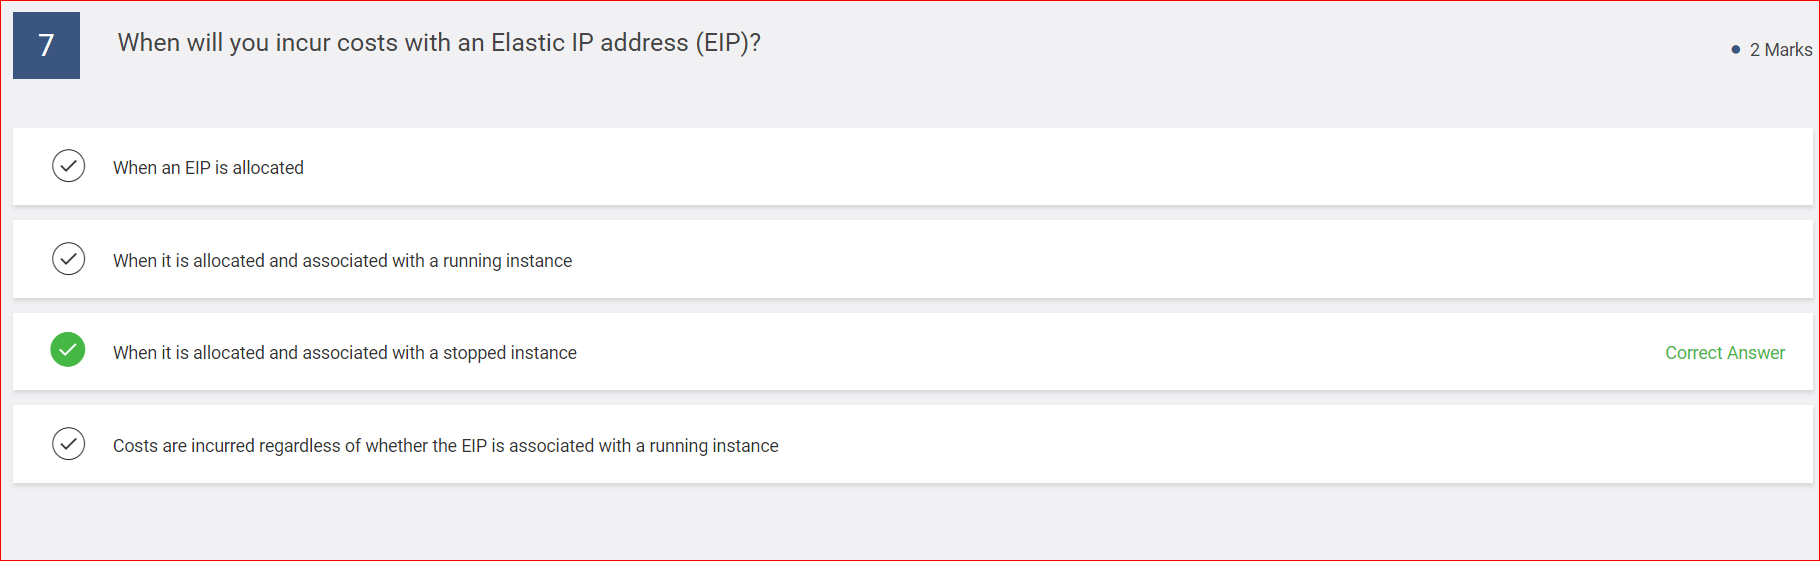 7
When will you incur costs with an Elastic IP address (EIP)?
2 Marks
When an EIP is allocated
When it is allocated and associated with a running instance
When it is allocated and associated with a stopped instance
Correct Answer
Costs are incurred regardless of whether the EIP is associated with a running instance